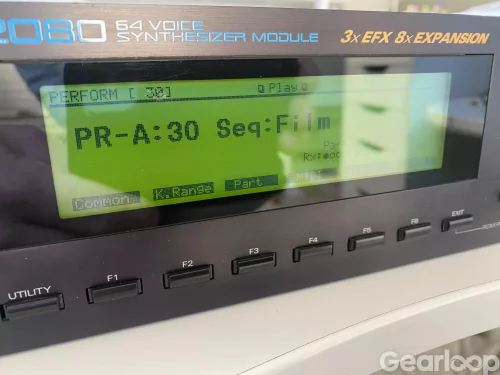 2080 64 VOICE
SYNTHESIZER MODULE
3x EFX 8x EXPANSION
PERFORM [ 30] Play
PR-A:30 Seq:Film
Common K.Range Part
UTILITY F1 F2 F3 F4 F5 F6 EXIT
Gearloop